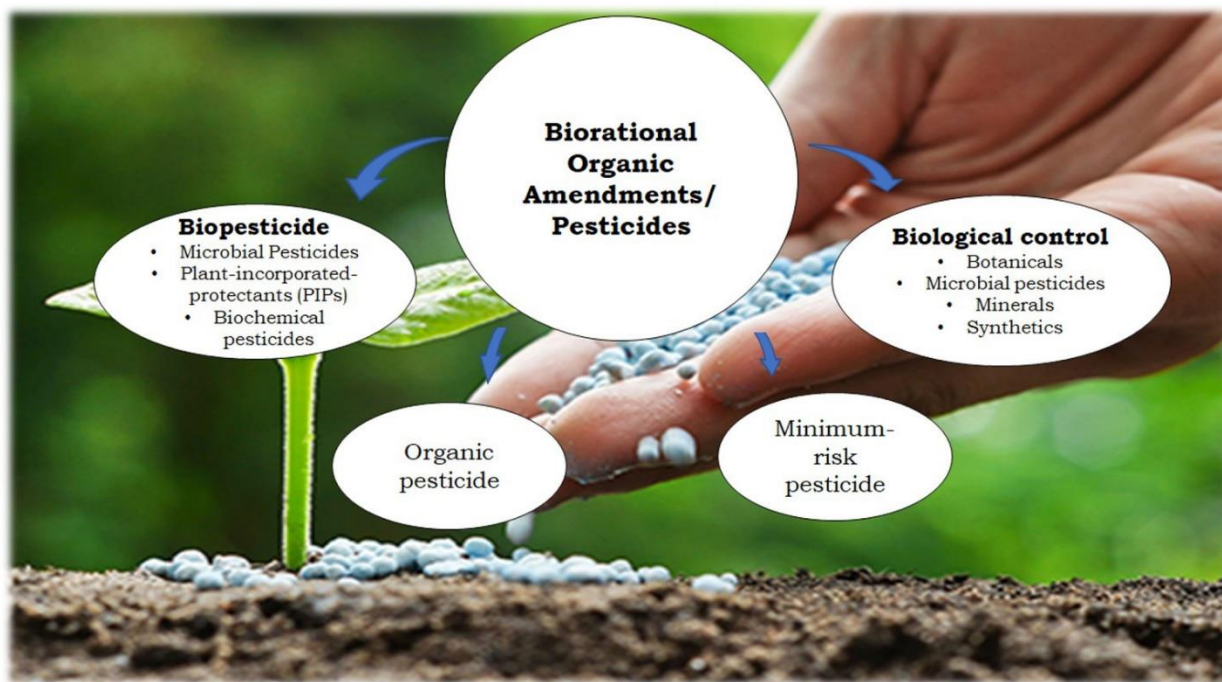 Biorational
Organic
Amendments/
Pesticides
Biopesticide
• Microbial Pesticides
• Plant-incorporated-
protectants (PIPs)
• Biochemical
pesticides
Biological control
• Botanicals
• Microbial pesticides
• Minerals
• Synthetics
Organic
pesticide
Minimum-
risk
pesticide